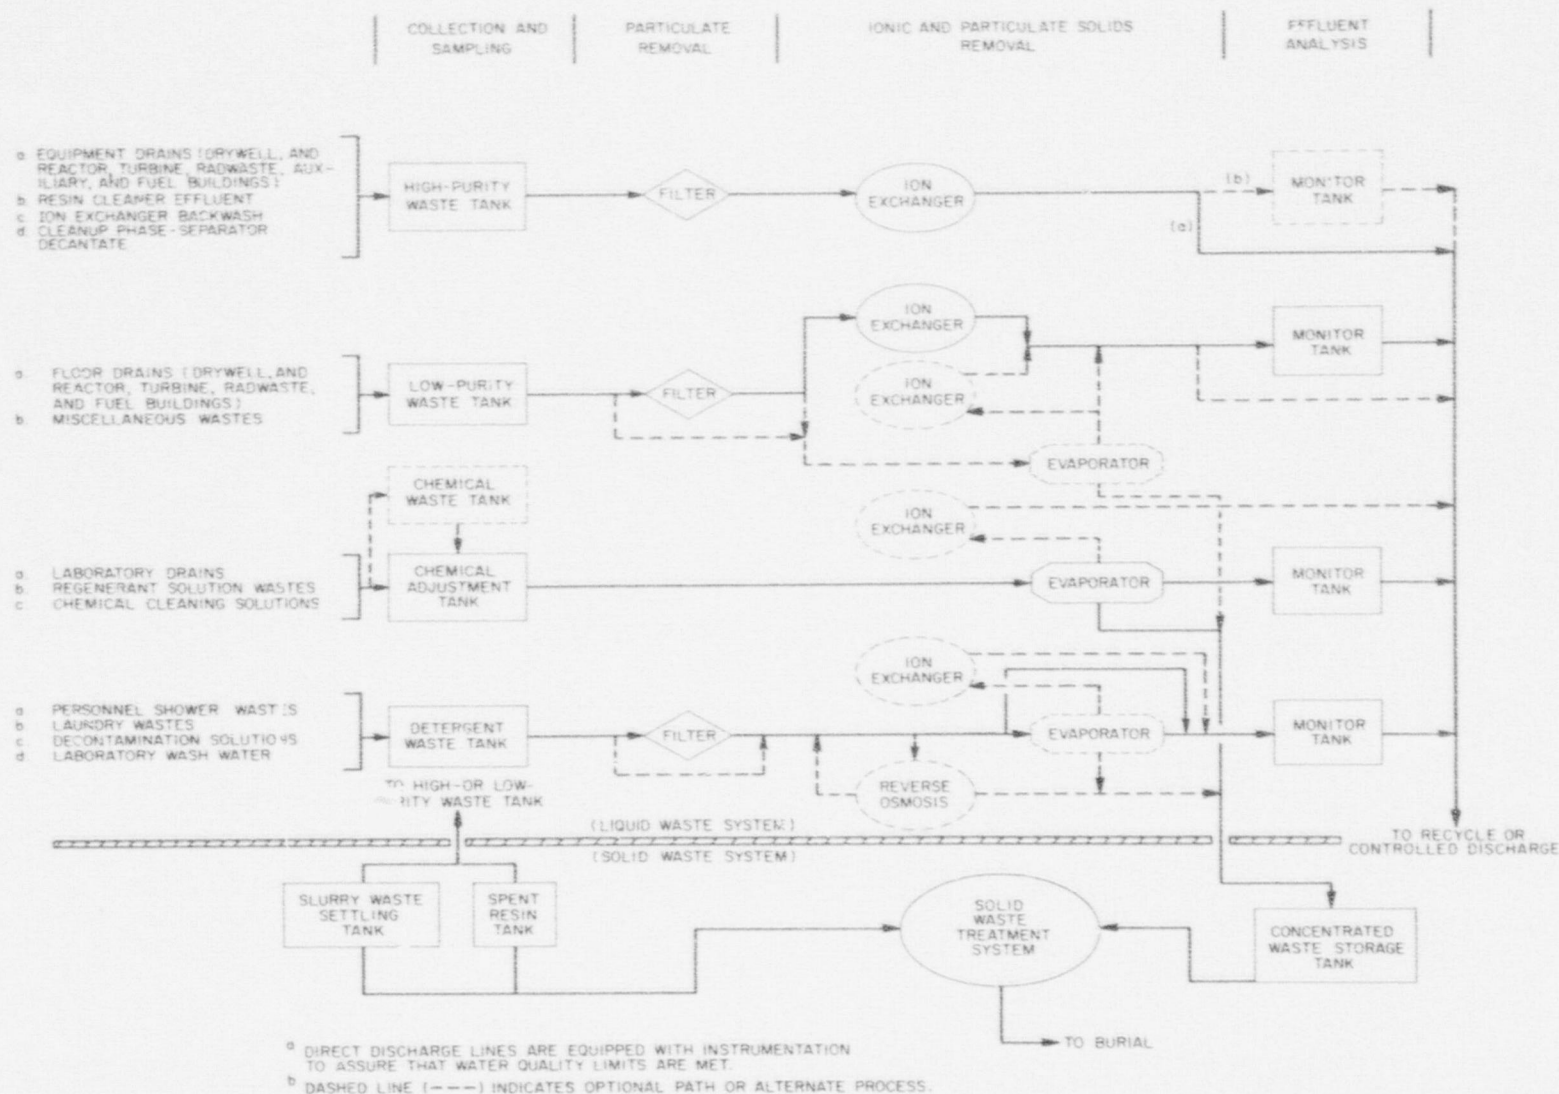 COLLECTION AND
SAMPLING
PARTICULATE
REMOVAL
IONIC AND PARTICULATE SOLIDS
REMOVAL
EFFLUENT
ANALYSIS
a EQUIPMENT DRAINS (DRYWELL, AND
REACTOR, TURBINE, RADWASTE, AUX-
ILIARY, AND FUEL BUILDINGS)
b RESIN CLEANER EFFLUENT
c ION EXCHANGER BACKWASH
d CLEANUP PHASE-SEPARATOR
DECANTATE
HIGH-PURITY
WASTE TANK
FILTER
ION
EXCHANGER
(b)
(a)
MONITOR
TANK
a. FLOOR DRAINS (DRYWELL, AND
REACTOR, TURBINE, RADWASTE,
AND FUEL BUILDINGS)
b. MISCELLANEOUS WASTES
LOW-PURITY
WASTE TANK
FILTER
ION
EXCHANGER
ION
EXCHANGER
EVAPORATOR
MONITOR
TANK
CHEMICAL
WASTE TANK
ION
EXCHANGER
a. LABORATORY DRAINS
b. REGENERANT SOLUTION WASTES
c. CHEMICAL CLEANING SOLUTIONS
CHEMICAL
ADJUSTMENT
TANK
EVAPORATOR
MONITOR
TANK
a. PERSONNEL SHOWER WASTES
b. LAUNDRY WASTES
c. DECONTAMINATION SOLUTIONS
d. LABORATORY WASH WATER
DETERGENT
WASTE TANK
FILTER
ION
EXCHANGER
EVAPORATOR
REVERSE
OSMOSIS
MONITOR
TANK
TO HIGH-OR LOW-
RITY WASTE TANK
(LIQUID WASTE SYSTEM)
(SOLID WASTE SYSTEM)
TO RECYCLE OR
CONTROLLED DISCHARGE
SLURRY WASTE
SETTLING
TANK
SPENT
RESIN
TANK
SOLID
WASTE
TREATMENT
SYSTEM
CONCENTRATED
WASTE STORAGE
TANK
TO BURIAL
a DIRECT DISCHARGE LINES ARE EQUIPPED WITH INSTRUMENTATION
TO ASSURE THAT WATER QUALITY LIMITS ARE MET.
b DASHED LINE (---) INDICATES OPTIONAL PATH OR ALTERNATE PROCESS.